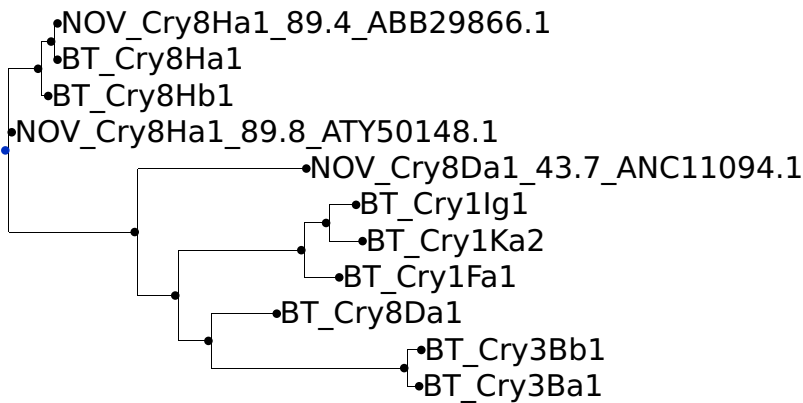 NOV_Cry8Ha1_89.4_ABB29866.1
BT_Cry8Ha1
BT_Cry8Hb1
NOV_Cry8Ha1_89.8_ATY50148.1
NOV_Cry8Da1_43.7_ANC11094.1
BT_Cry1Ig1
BT_Cry1Ka2
BT_Cry1Fa1
BT_Cry8Da1
BT_Cry3Bb1
BT_Cry3Ba1